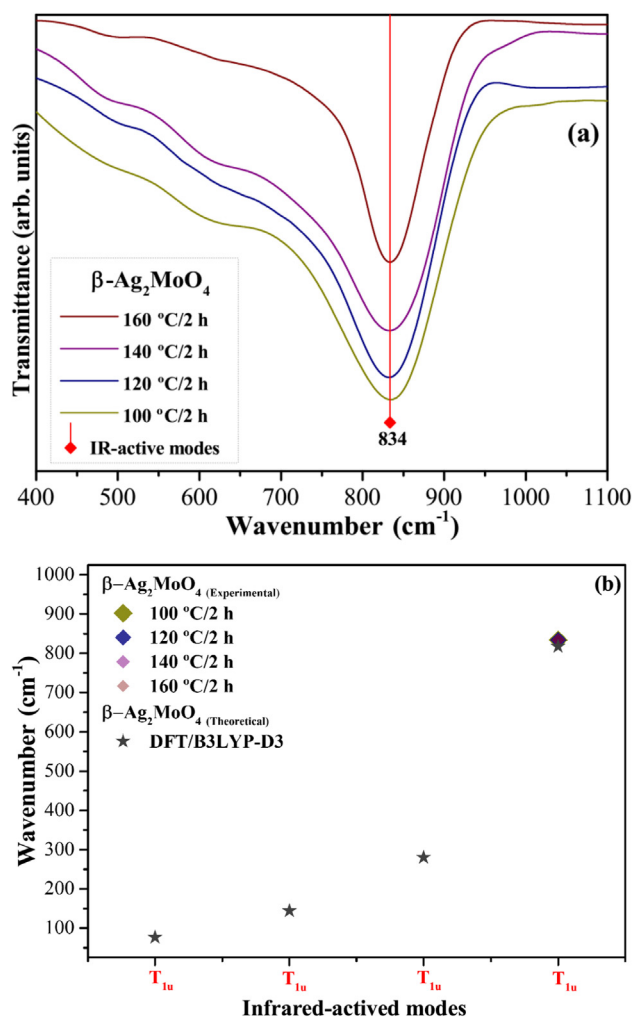 (a)
Transmittance (arb. units)
β-Ag₂MoO₄
160 ºC/2 h
140 ºC/2 h
120 ºC/2 h
100 ºC/2 h
IR-active modes
834
400 500 600 700 800 900 1000 1100
Wavenumber (cm⁻¹)
(b)
1000
900
800
700
600
500
400
300
200
100
Wavenumber (cm⁻¹)
β–Ag₂MoO₄ (Experimental)
100 ºC/2 h
120 ºC/2 h
140 ºC/2 h
160 ºC/2 h
β–Ag₂MoO₄ (Theoretical)
DFT/B3LYP-D3
T₁ᵤ T₁ᵤ T₁ᵤ T₁ᵤ
Infrared-actived modes